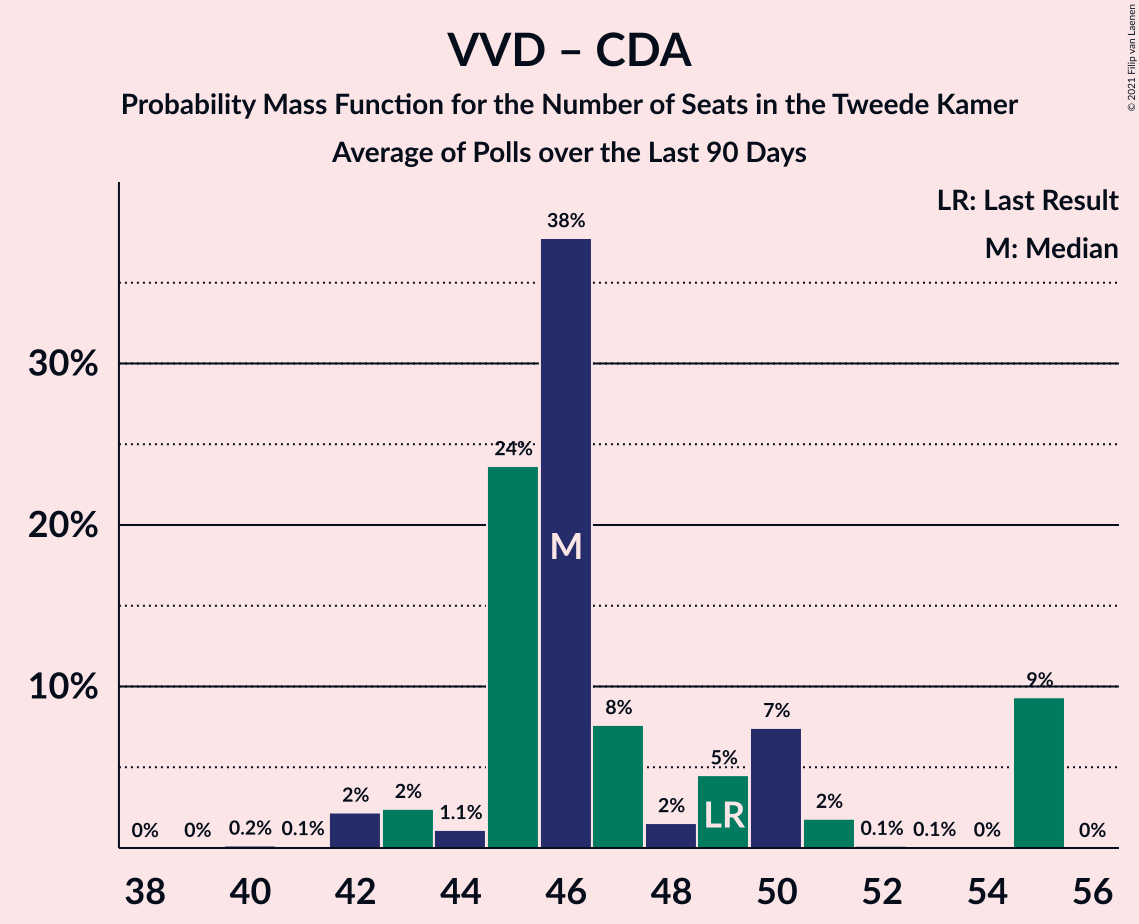 VVD – CDA
Probability Mass Function for the Number of Seats in the Tweede Kamer
Average of Polls over the Last 90 Days
© 2021 Filip van Laenen
LR: Last Result
M: Median
30%
20%
10%
0%
0%
0.2%
0.1%
2%
2%
1.1%
24%
38%
8%
2%
5%
7%
2%
0.1%
0.1%
0%
9%
0%
M
LR
38 40 42 44 46 48 50 52 54 56